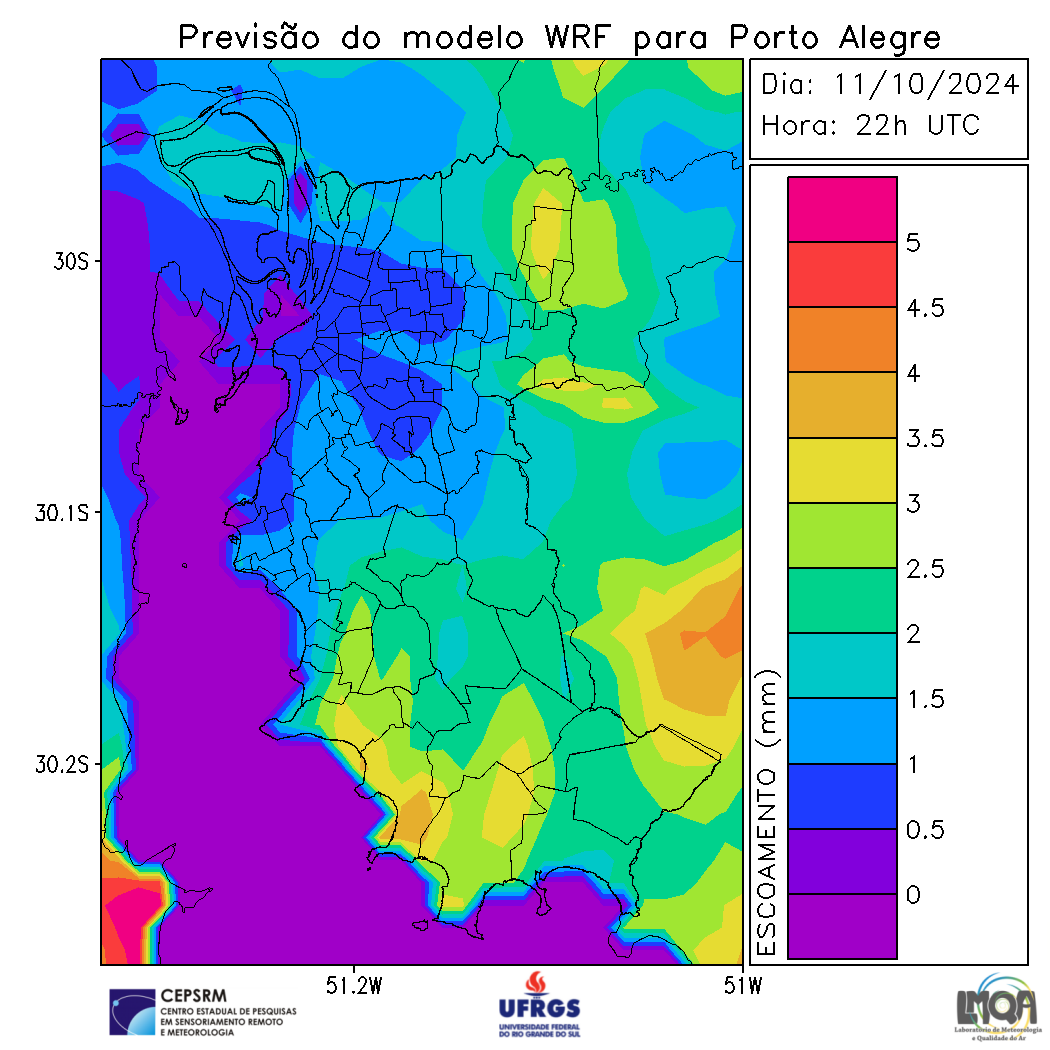 Previsão do modelo WRF para Porto Alegre
Dia: 11/10/2024
Hora: 22h UTC
30S
30.1S
30.2S
51.2W
51W
ESCOAMENTO (mm)
5
4.5
4
3.5
3
2.5
2
1.5
1
0.5
0
CEPSRM
CENTRO ESTADUAL DE PESQUISAS
EM SENSORIAMENTO REMOTO
E METEOROLOGIA
UFRGS
UNIVERSIDADE FEDERAL
DO RIO GRANDE DO SUL
LMQA
Laboratório de Meteorologia
e Qualidade do Ar